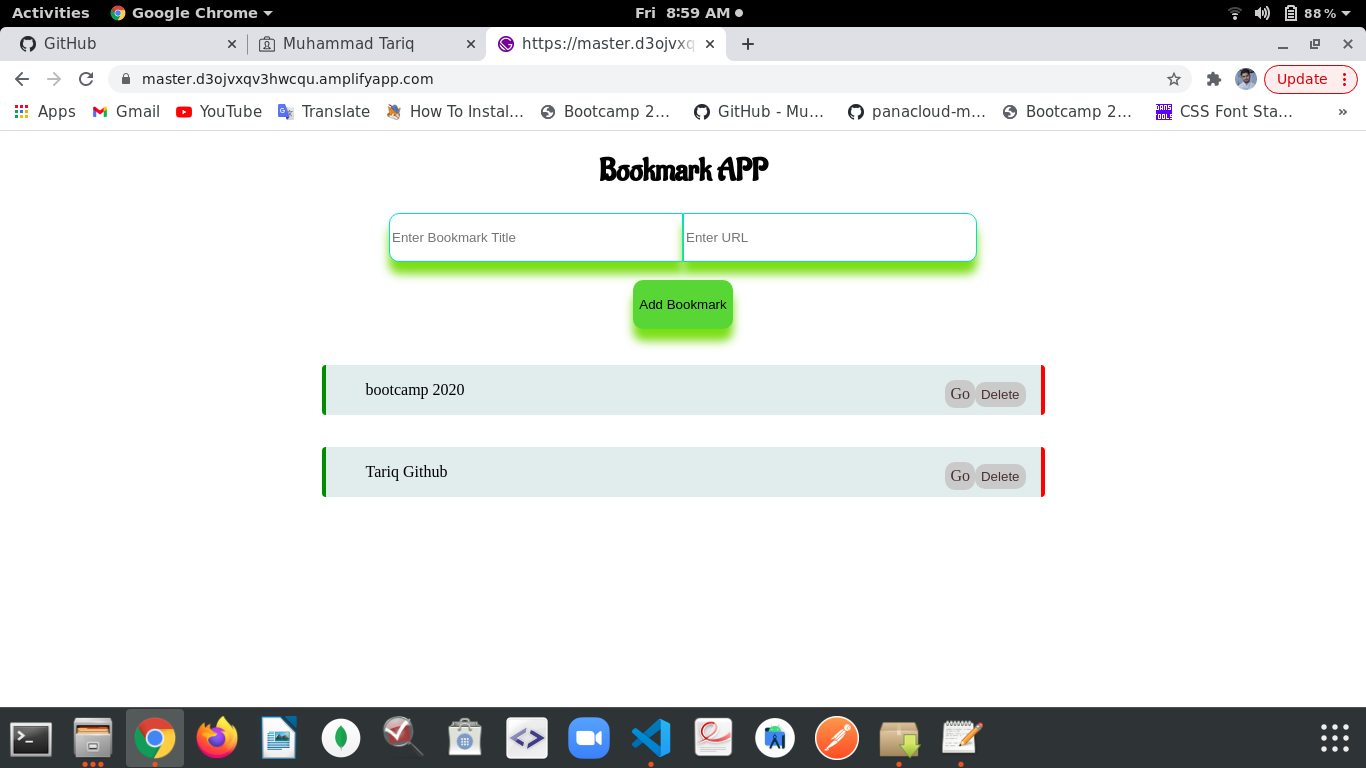 Activities Google Chrome Fri 8:59 AM 88 %
GitHub Muhammad Tariq https://master.d3ojvxq
master.d3ojvxqv3hwcqu.amplifyapp.com Update
Apps Gmail YouTube Translate How To Instal... Bootcamp 2... GitHub - Mu... panacloud-m... Bootcamp 2... CSS Font Sta... »
Bookmark APP
Enter Bookmark Title Enter URL
Add Bookmark
bootcamp 2020 Go Delete
Tariq Github Go Delete